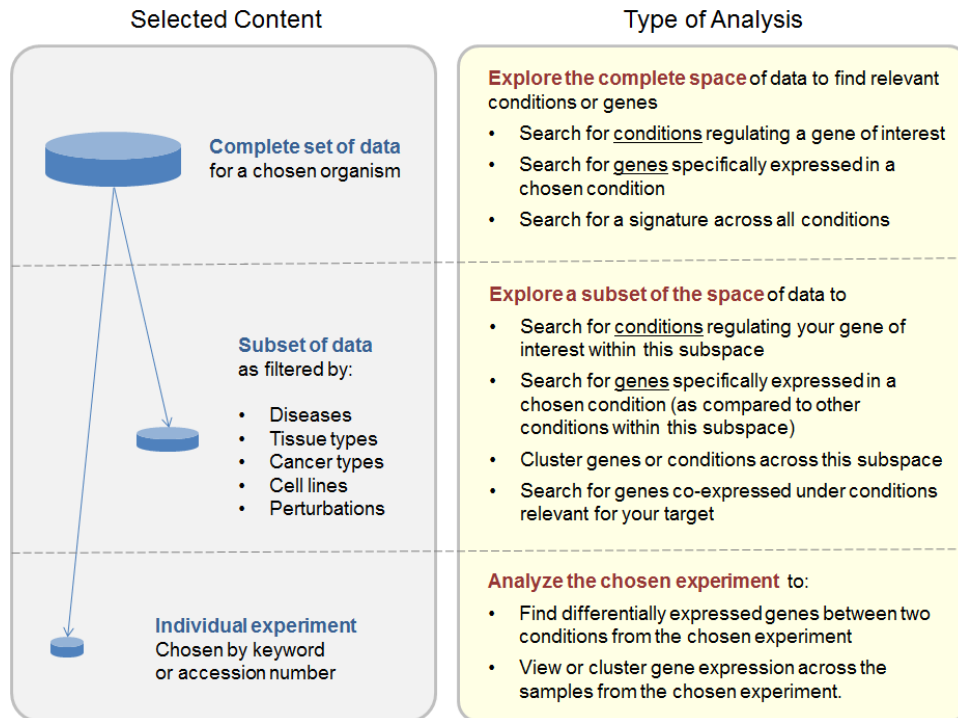 Selected Content
Type of Analysis
Complete set of data
for a chosen organism
Explore the complete space of data to find relevant
conditions or genes
• Search for conditions regulating a gene of interest
• Search for genes specifically expressed in a
chosen condition
• Search for a signature across all conditions
Subset of data
as filtered by:
• Diseases
• Tissue types
• Cancer types
• Cell lines
• Perturbations
Explore a subset of the space of data to
• Search for conditions regulating your gene of
interest within this subspace
• Search for genes specifically expressed in a
chosen condition (as compared to other
conditions within this subspace)
• Cluster genes or conditions across this subspace
• Search for genes co-expressed under conditions
relevant for your target
Individual experiment
Chosen by keyword
or accession number
Analyze the chosen experiment to:
• Find differentially expressed genes between two
conditions from the chosen experiment
• View or cluster gene expression across the
samples from the chosen experiment.